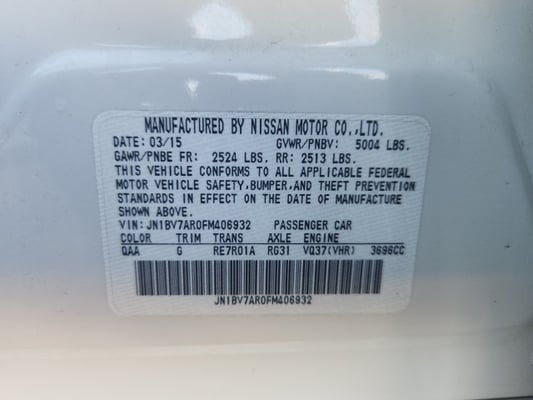 MANUFACTURED BY NISSAN MOTOR CO.,LTD.
DATE: 03/15 GVWR/PNBV: 5004 LBS.
GAWR/PNBE FR: 2524 LBS. RR: 2513 LBS.
THIS VEHICLE CONFORMS TO ALL APPLICABLE FEDERAL
MOTOR VEHICLE SAFETY,BUMPER,AND THEFT PREVENTION
STANDARDS IN EFFECT ON THE DATE OF MANUFACTURE
SHOWN ABOVE.
VIN: JN1BV7AR0FM406932 PASSENGER CAR
COLOR TRIM TRANS AXLE ENGINE
QAA G RE7R01A RG31 VQ37(VHR) 3696CC
JN1BV7AR0FM406932